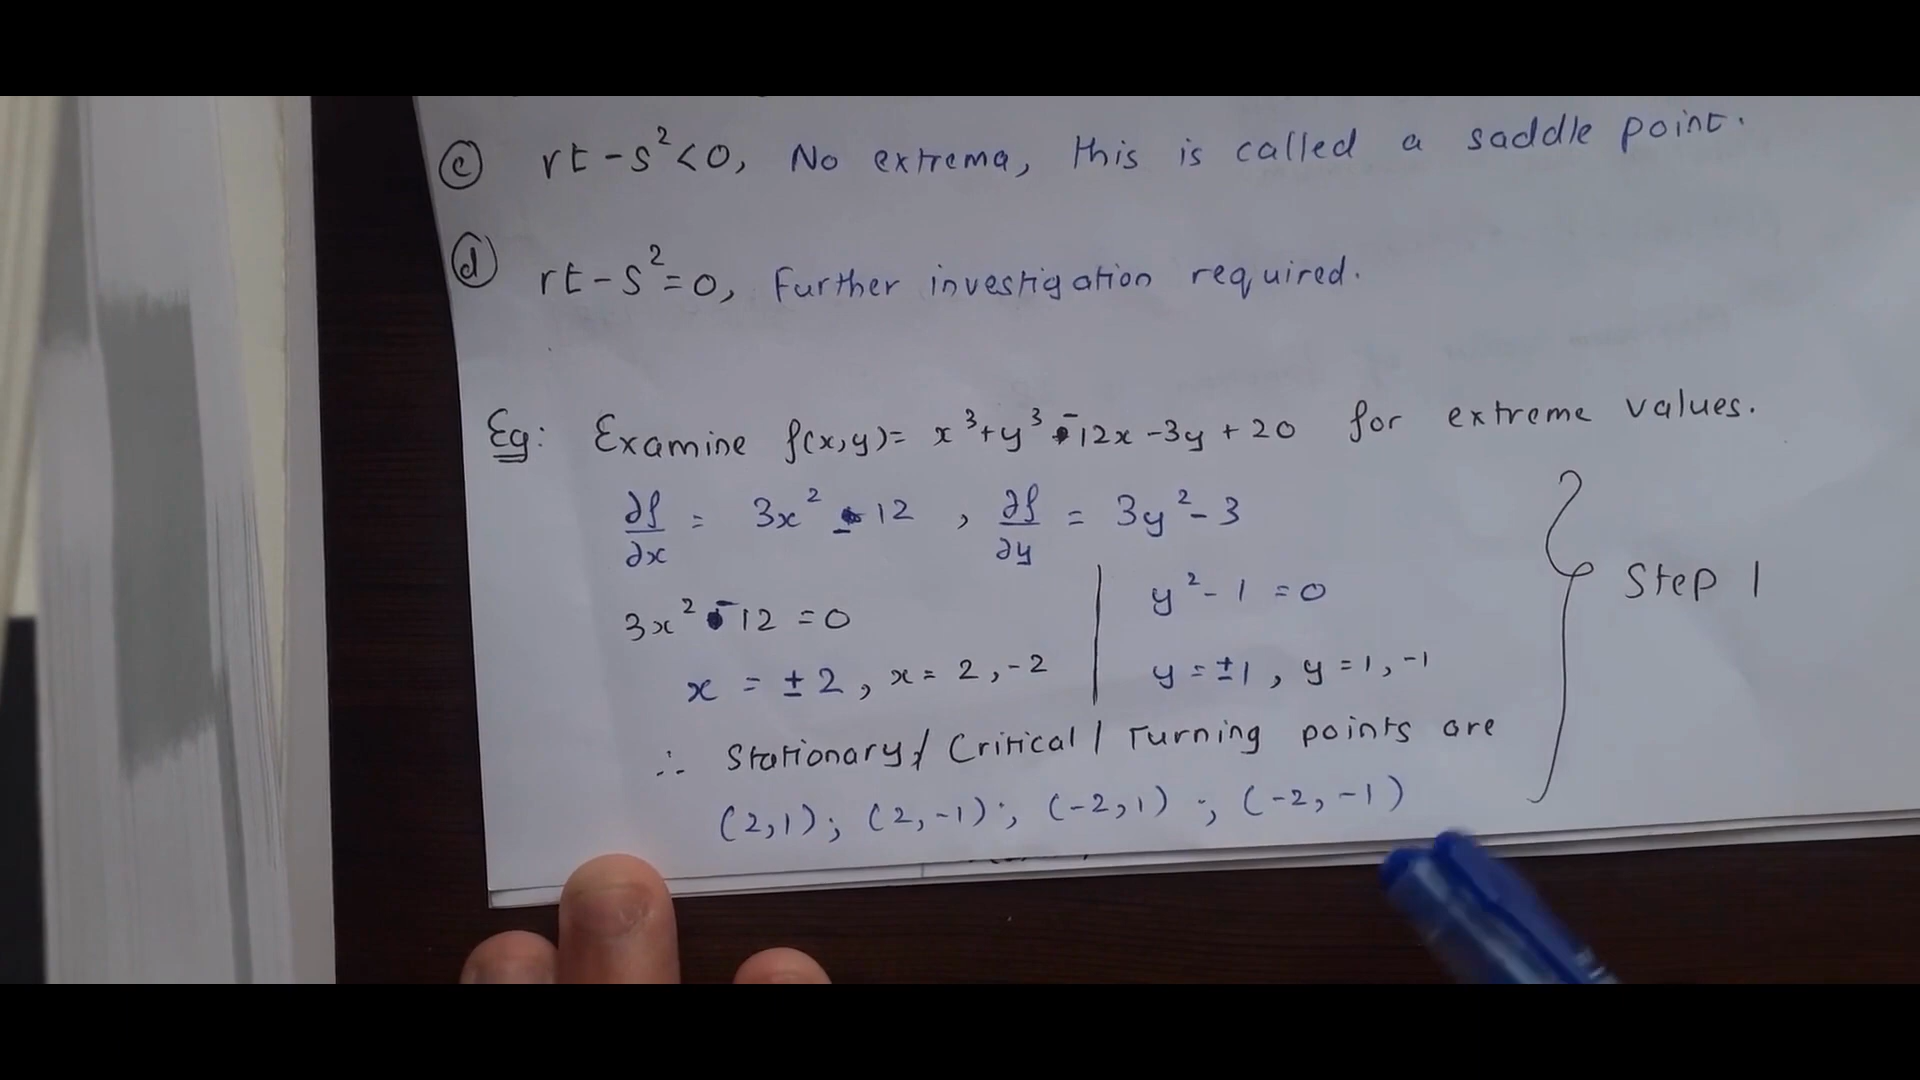 ⓒ rt - s² < 0, No extrema, this is called a saddle point.
ⓓ rt - s² = 0, Further investigation required.
Eg: Examine f(x,y) = x³ + y³ - 12x - 3y + 20 for extreme values.
∂f/∂x = 3x² - 12 , ∂f/∂y = 3y² - 3
3x² - 12 = 0
x = ± 2 , x = 2 , -2
y² - 1 = 0
y = ±1 , y = 1 , -1
Step 1
∴ Stationary / Critical / Turning points are
(2,1) ; (2,-1) ; (-2,1) ; (-2,-1)